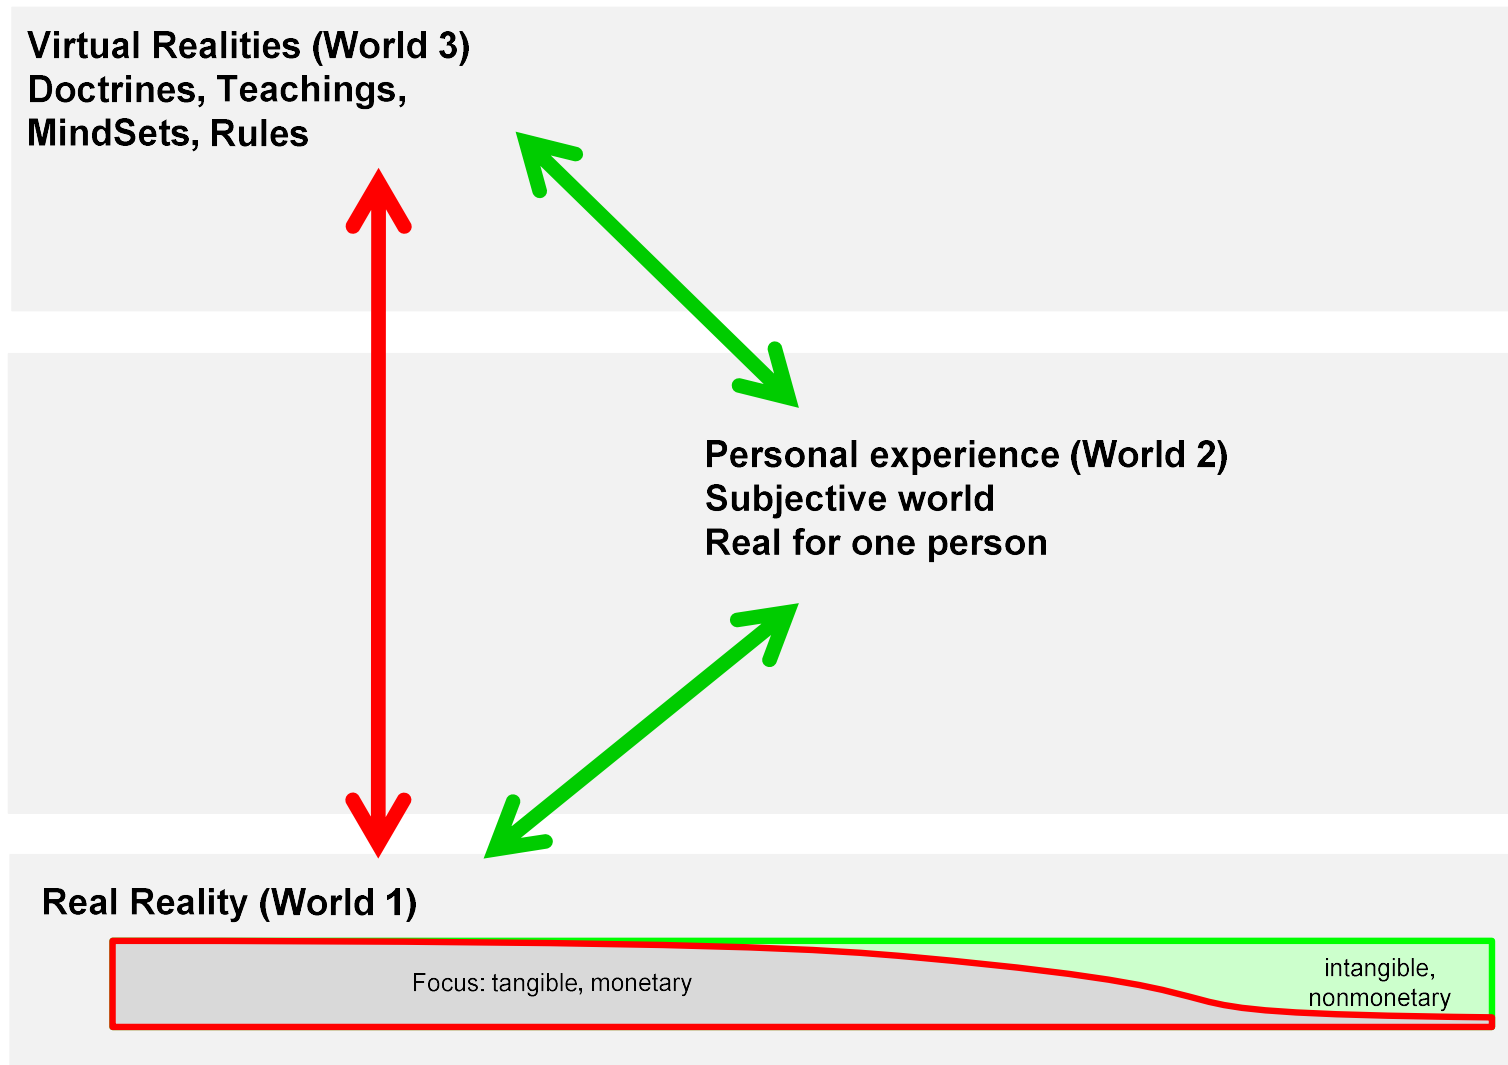 Virtual Realities (World 3)
Doctrines, Teachings,
MindSets, Rules
Personal experience (World 2)
Subjective world
Real for one person
Real Reality (World 1)
Focus: tangible, monetary
intangible,
nonmonetary